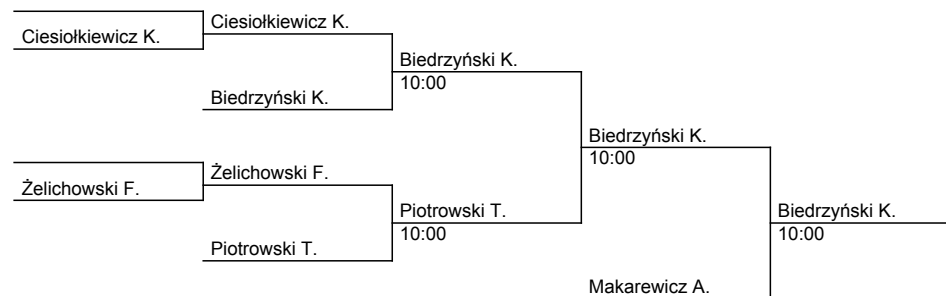 Ciesiołkiewicz K.
Ciesiołkiewicz K.
Biedrzyński K.
10:00
Biedrzyński K.
Biedrzyński K.
10:00
Żelichowski F.
Żelichowski F.
Piotrowski T.
10:00
Biedrzyński K.
10:00
Piotrowski T.
Makarewicz A.